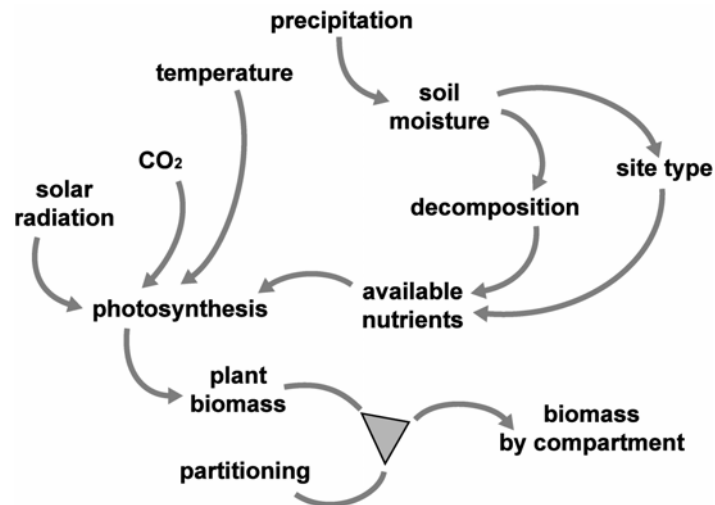 precipitation
temperature
soil
moisture
CO₂
site type
solar
radiation
decomposition
available
nutrients
photosynthesis
plant
biomass
biomass
by compartment
partitioning